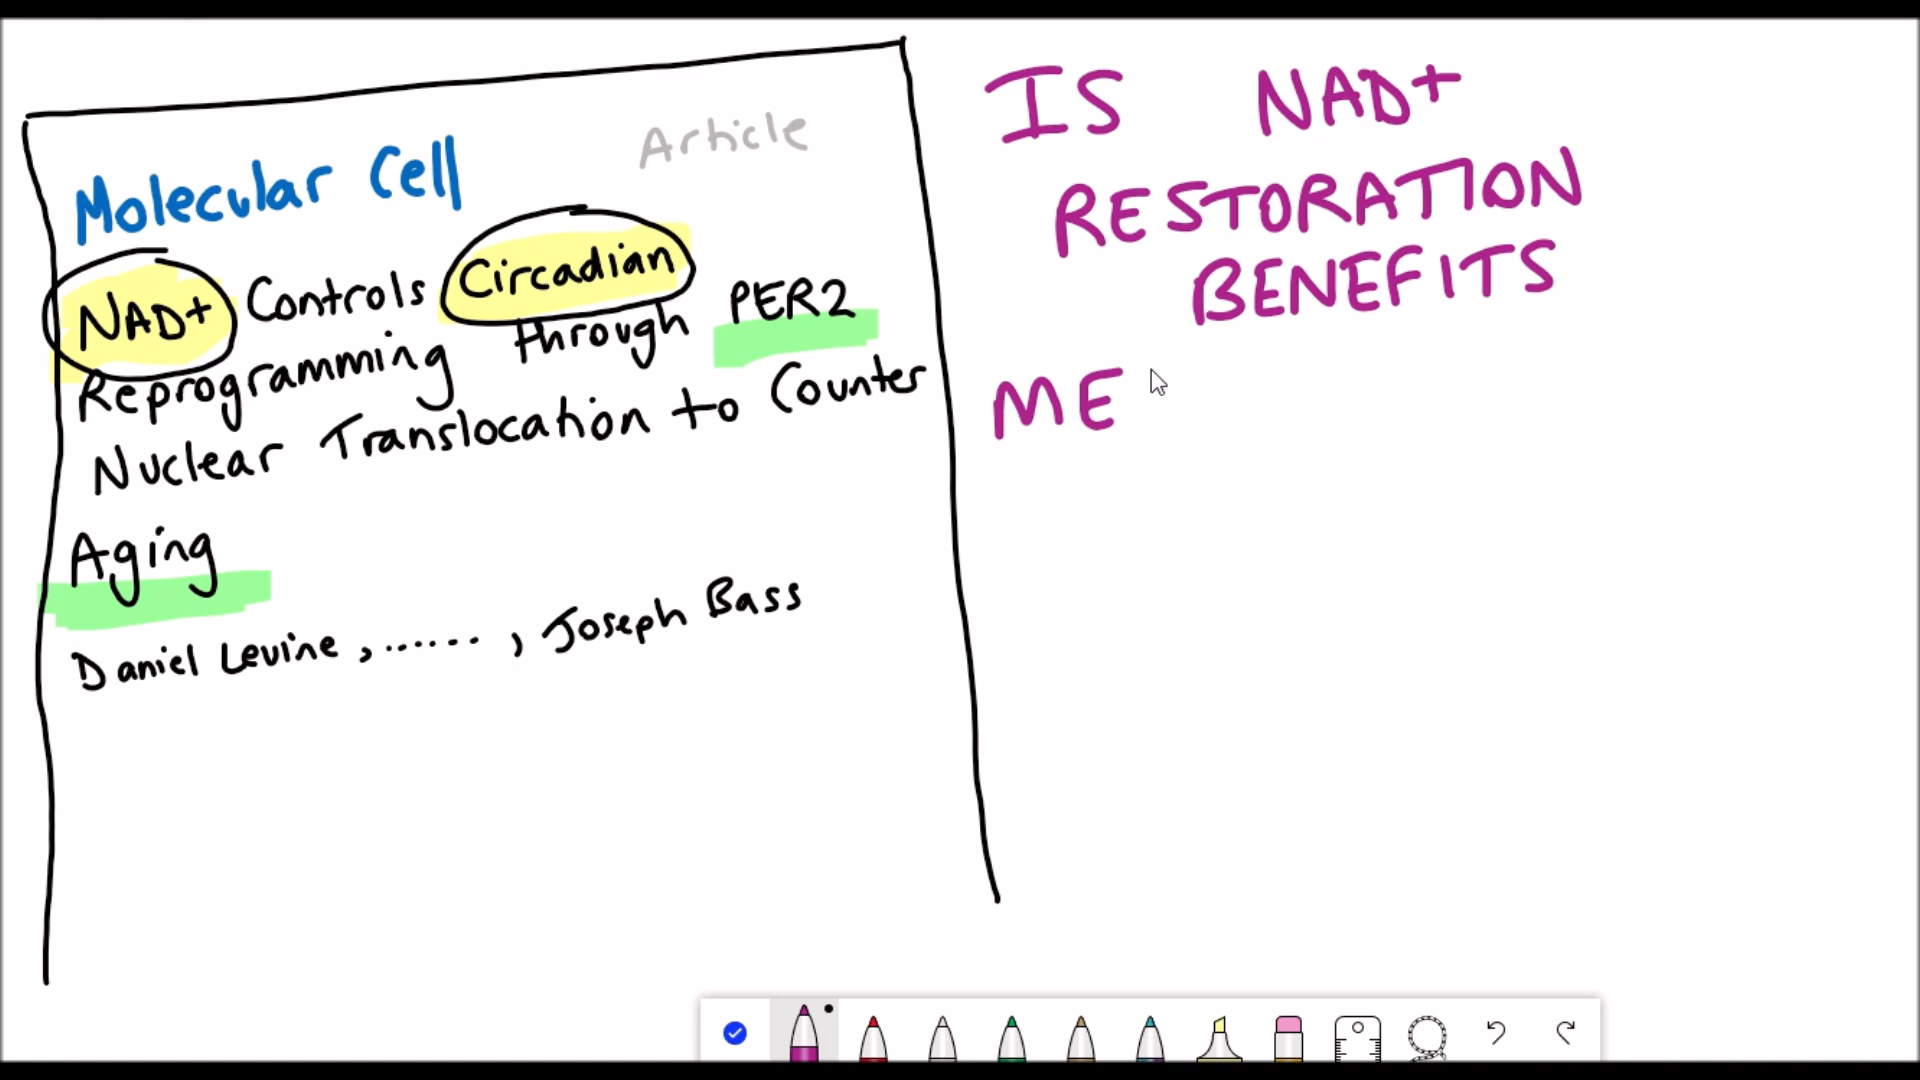 Molecular Cell Article
NAD+ Controls Circadian
Reprogramming through PER2
Nuclear Translocation to Counter
Aging
Daniel Levine, ......, Joseph Bass
IS NAD+
RESTORATION
BENEFITS
ME